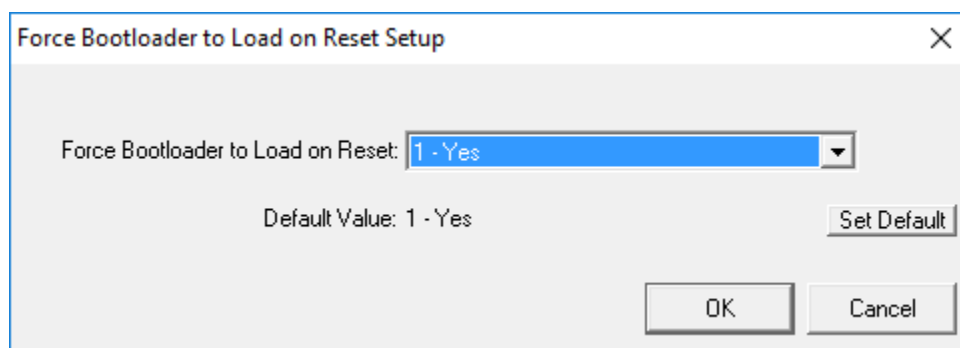 Force Bootloader to Load on Reset Setup
Force Bootloader to Load on Reset: 1 - Yes
Default Value: 1 - Yes Set Default
OK Cancel